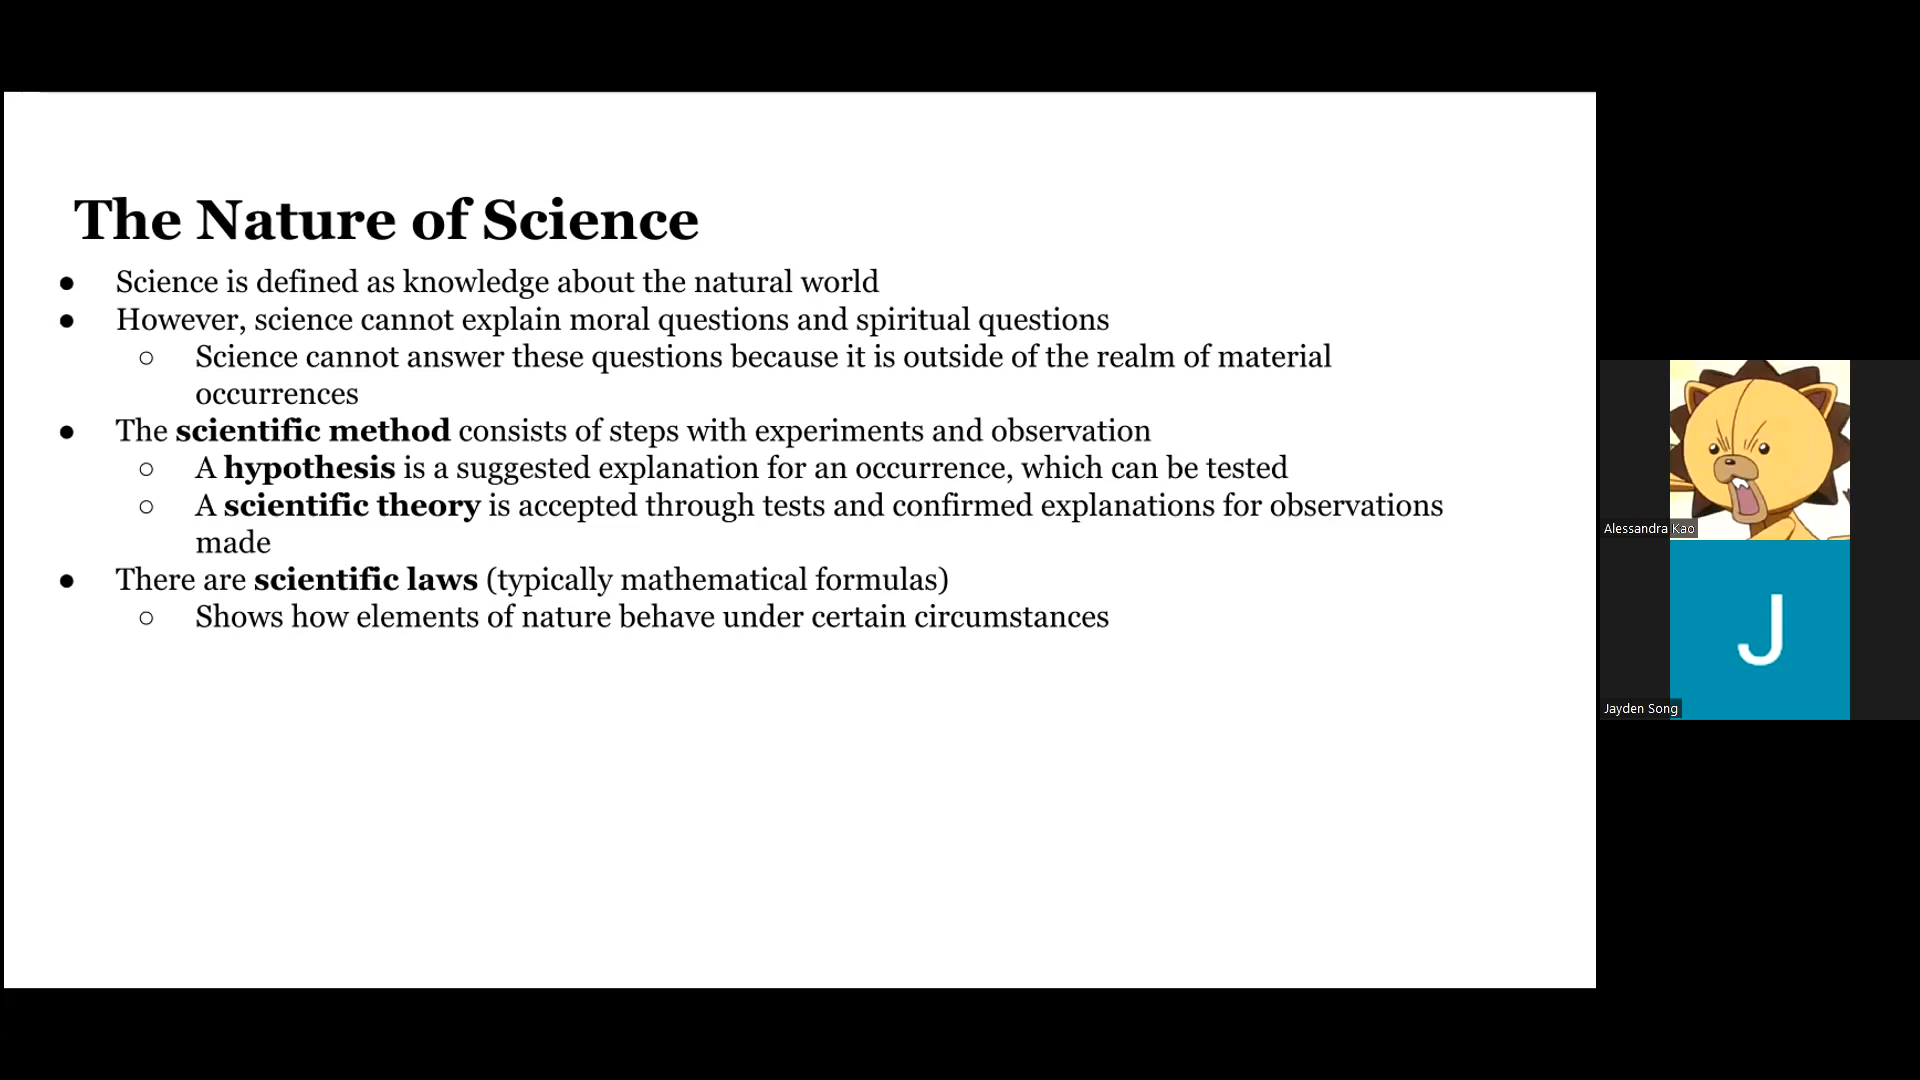 The Nature of Science
● Science is defined as knowledge about the natural world
● However, science cannot explain moral questions and spiritual questions
○ Science cannot answer these questions because it is outside of the realm of material
occurrences
● The scientific method consists of steps with experiments and observation
○ A hypothesis is a suggested explanation for an occurrence, which can be tested
○ A scientific theory is accepted through tests and confirmed explanations for observations
made
● There are scientific laws (typically mathematical formulas)
○ Shows how elements of nature behave under certain circumstances
Alessandra Kao
J
Jayden Song